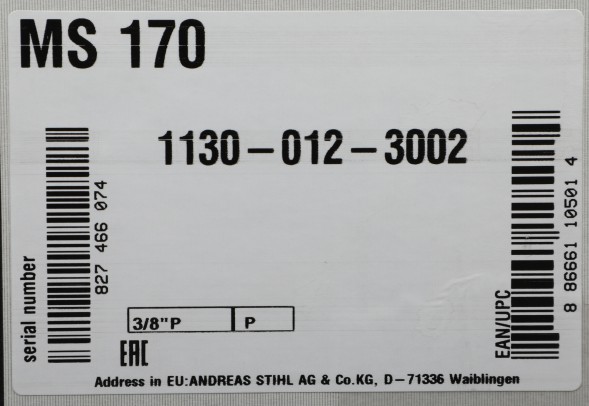 MS 170
1130-012-3002
serial number
827 466 074
3/8"P P
EAC
EAN/UPC
8 86661 10501 4
Address in EU:ANDREAS STIHL AG & Co.KG, D-71336 Waiblingen